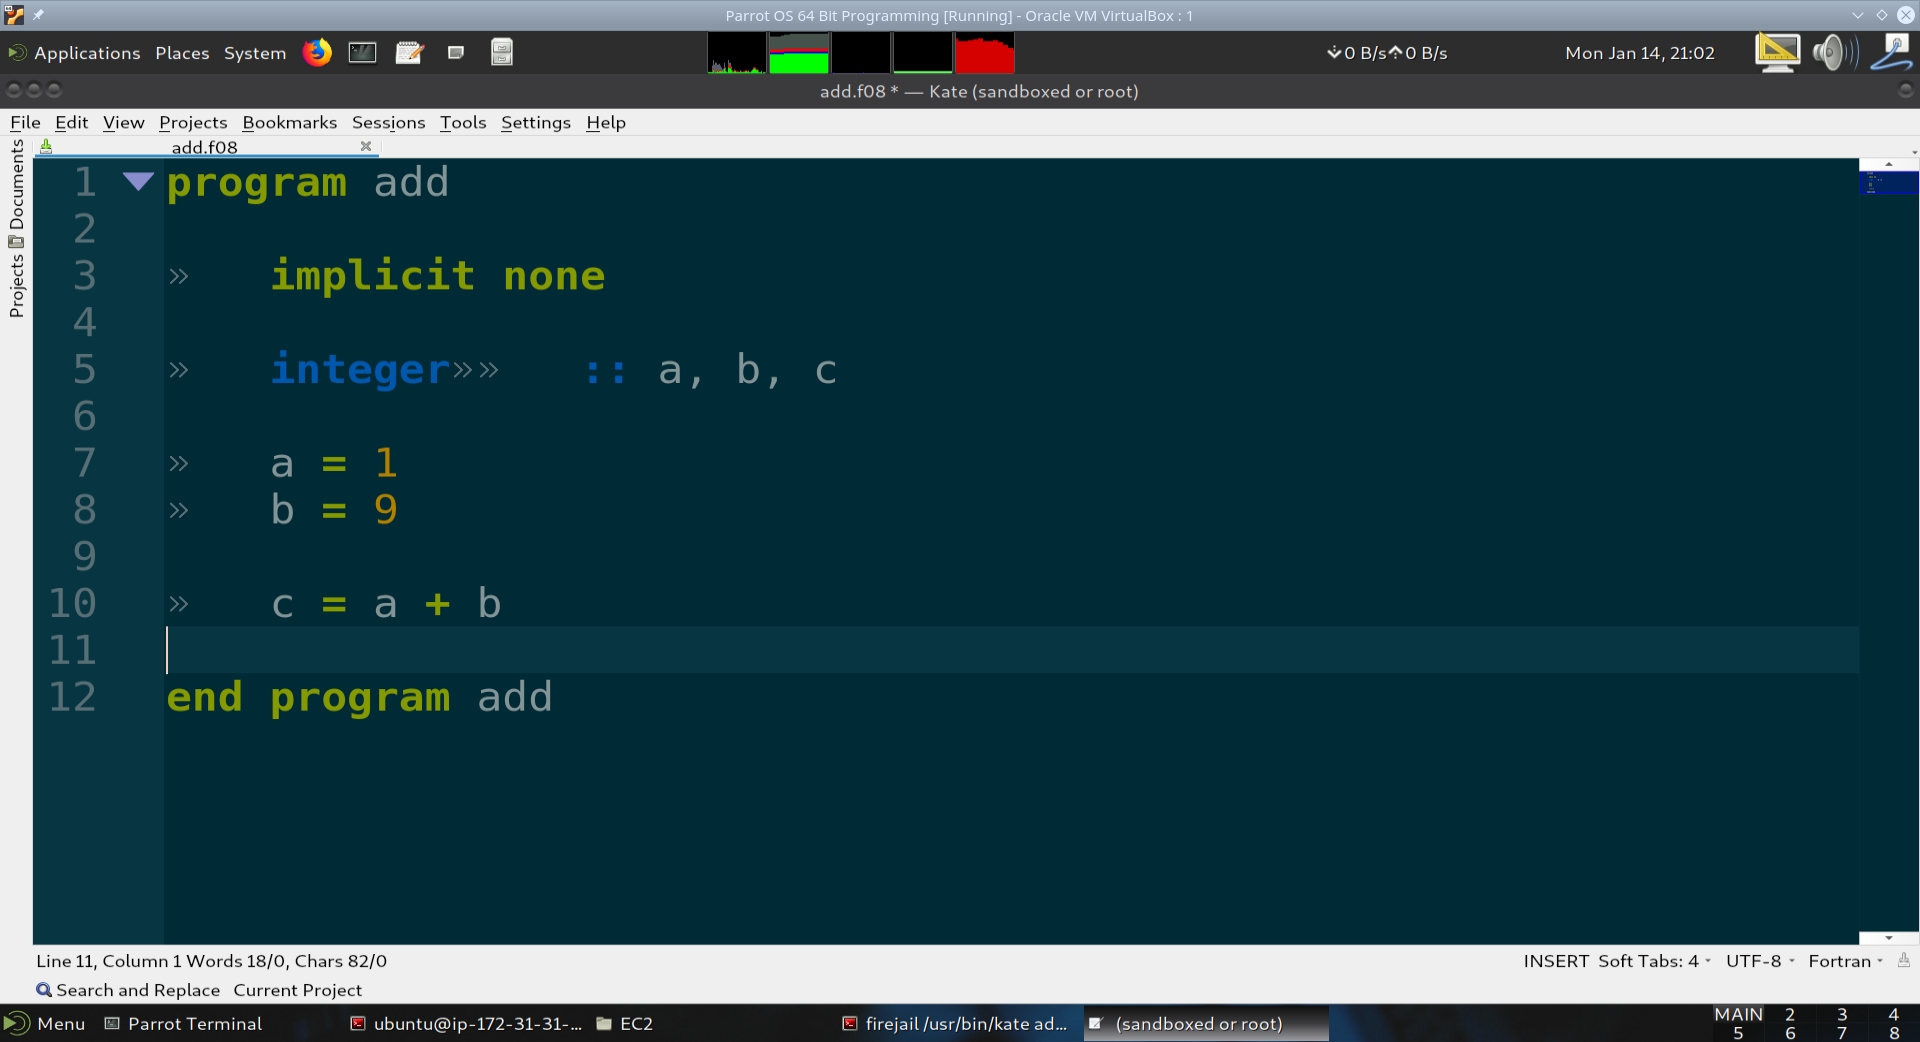 Parrot OS 64 Bit Programming [Running] - Oracle VM VirtualBox : 1
Applications Places System 0 B/s 0 B/s Mon Jan 14, 21:02
add.f08 * — Kate (sandboxed or root)
File Edit View Projects Bookmarks Sessions Tools Settings Help
add.f08
Documents
Projects
1 program add
2
3 » implicit none
4
5 » integer»» :: a, b, c
6
7 » a = 1
8 » b = 9
9
10 » c = a + b
11
12 end program add
Line 11, Column 1 Words 18/0, Chars 82/0 INSERT Soft Tabs: 4 UTF-8 Fortran
Search and Replace Current Project
Menu Parrot Terminal ubuntu@ip-172-31-31-... EC2 firejail /usr/bin/kate ad... (sandboxed or root) MAIN 2 3 4
5 6 7 8